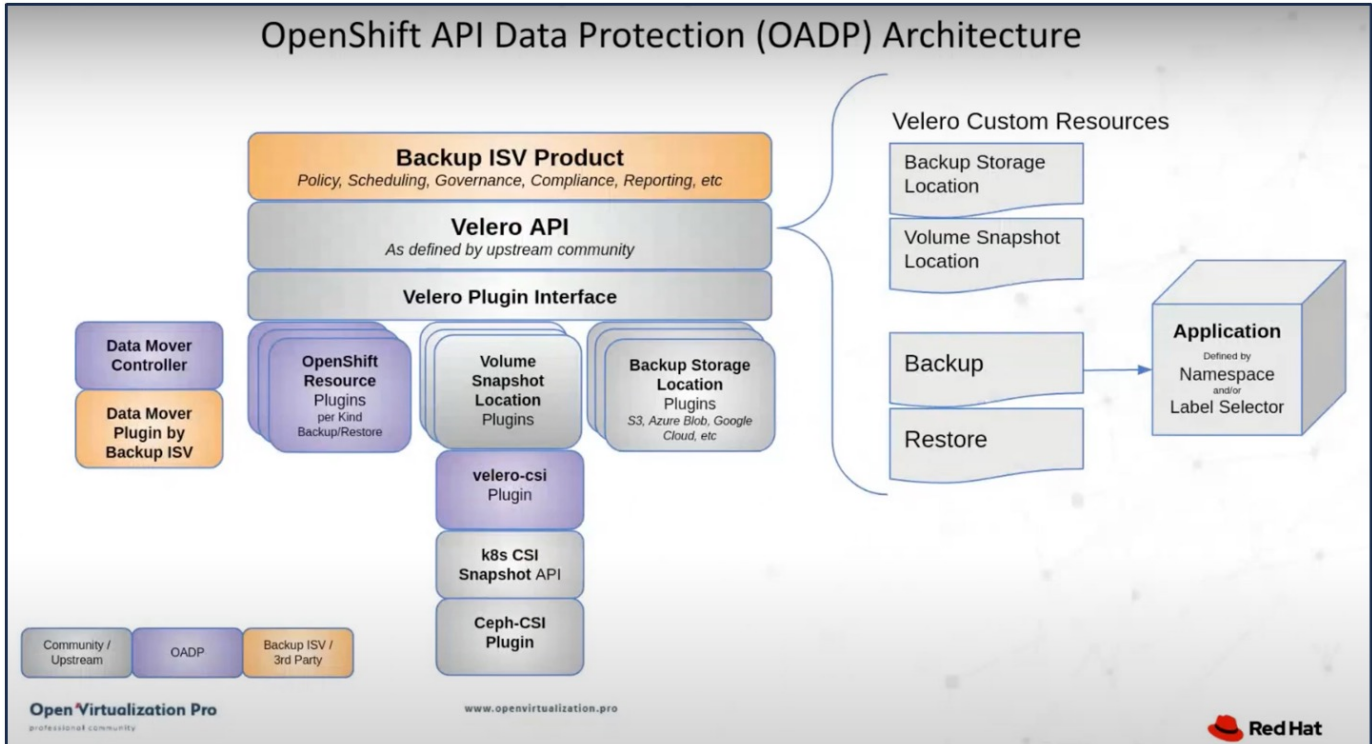 OpenShift API Data Protection (OADP) Architecture
Backup ISV Product
Policy, Scheduling, Governance, Compliance, Reporting, etc
Velero API
As defined by upstream community
Velero Plugin Interface
Data Mover
Controller
Data Mover
Plugin by
Backup ISV
OpenShift
Resource
Plugins
per Kind
Backup/Restore
Volume
Snapshot
Location
Plugins
Backup Storage
Location
Plugins
S3, Azure Blob, Google
Cloud, etc
velero-csi
Plugin
k8s CSI
Snapshot API
Ceph-CSI
Plugin
Velero Custom Resources
Backup Storage
Location
Volume Snapshot
Location
Backup
Restore
Application
Defined by
Namespace
and/or
Label Selector
Community /
Upstream
OADP
Backup ISV /
3rd Party
Open Virtualization Pro
professional community
www.openvirtualization.pro
Red Hat